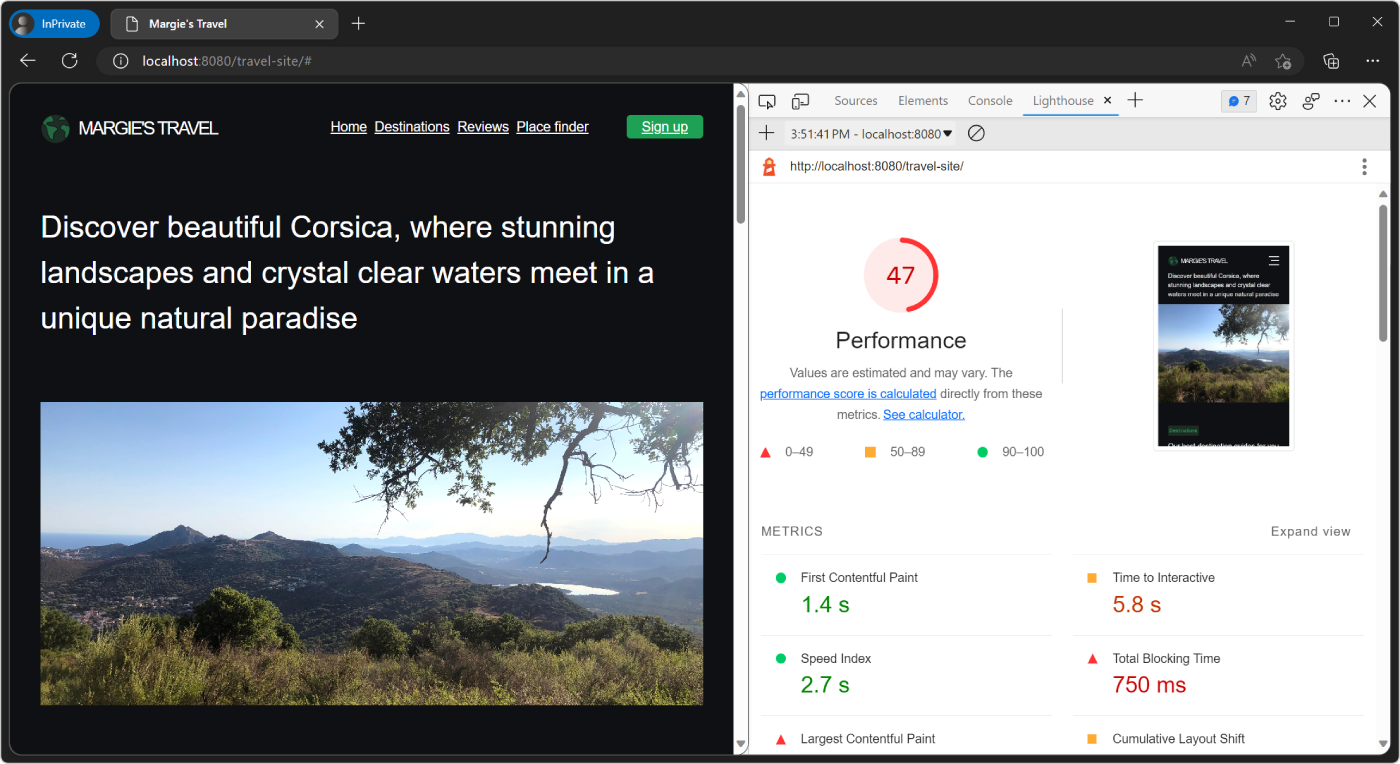 InPrivate
Margie's Travel
localhost:8080/travel-site/#
MARGIE'S TRAVEL
Home Destinations Reviews Place finder
Sign up
Discover beautiful Corsica, where stunning
landscapes and crystal clear waters meet in a
unique natural paradise
Sources Elements Console Lighthouse
7
3:51:41 PM - localhost:8080
http://localhost:8080/travel-site/
47
Performance
Values are estimated and may vary. The
performance score is calculated directly from these
metrics. See calculator.
0–49 50–89 90–100
MARGIE'S TRAVEL
Discover beautiful Corsica, where
stunning landscapes and crystal clear
waters meet in a unique natural paradise
Destinations
Our best destination guides for you
METRICS
Expand view
First Contentful Paint
1.4 s
Time to Interactive
5.8 s
Speed Index
2.7 s
Total Blocking Time
750 ms
Largest Contentful Paint
Cumulative Layout Shift